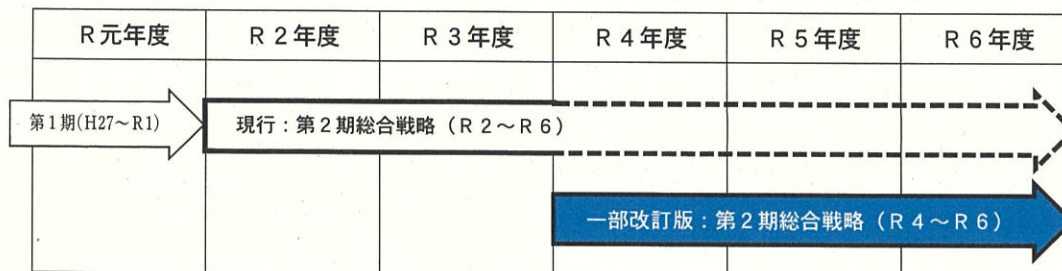 R元年度 R2年度 R3年度 R4年度 R5年度 R6年度
第1期(H27～R1) 現行：第2期総合戦略（R2～R6）
一部改訂版：第2期総合戦略（R4～R6）